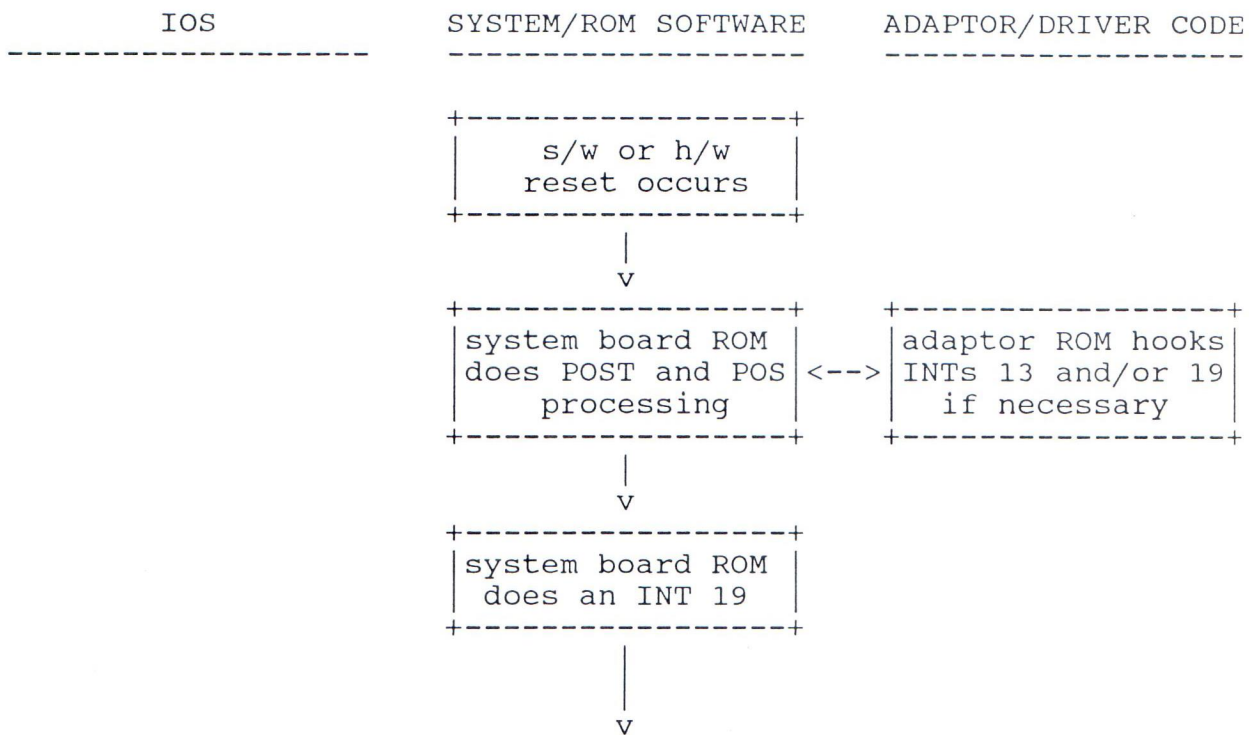 IOS SYSTEM/ROM SOFTWARE ADAPTOR/DRIVER CODE
s/w or h/w
reset occurs
system board ROM
does POST and POS
processing
<-->
adaptor ROM hooks
INTs 13 and/or 19
if necessary
system board ROM
does an INT 19